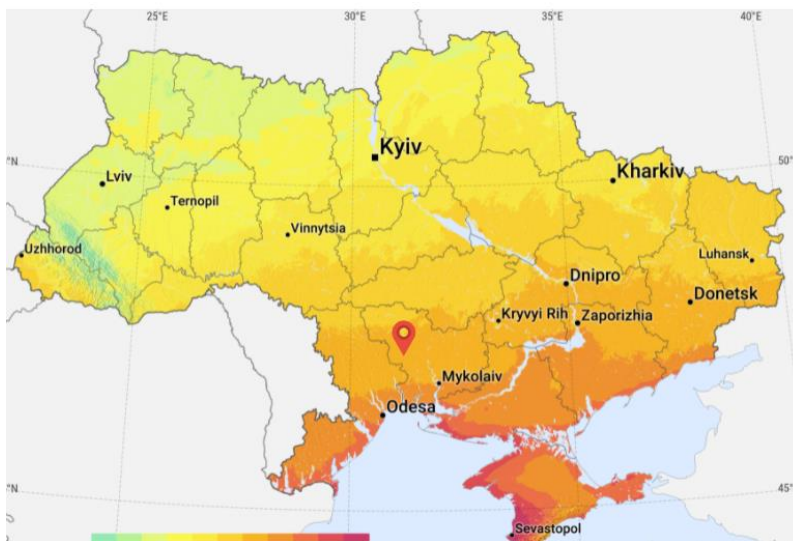 25°E 30°E 35°E 40°E
Kyiv
°N 50°
Lviv
Kharkiv
Ternopil
Vinnytsia
Uzhhorod
Luhansk
Dnipro
Donetsk
Kryvyi Rih
Zaporizhia
Mykolaiv
Odesa
°N 45°
Sevastopol